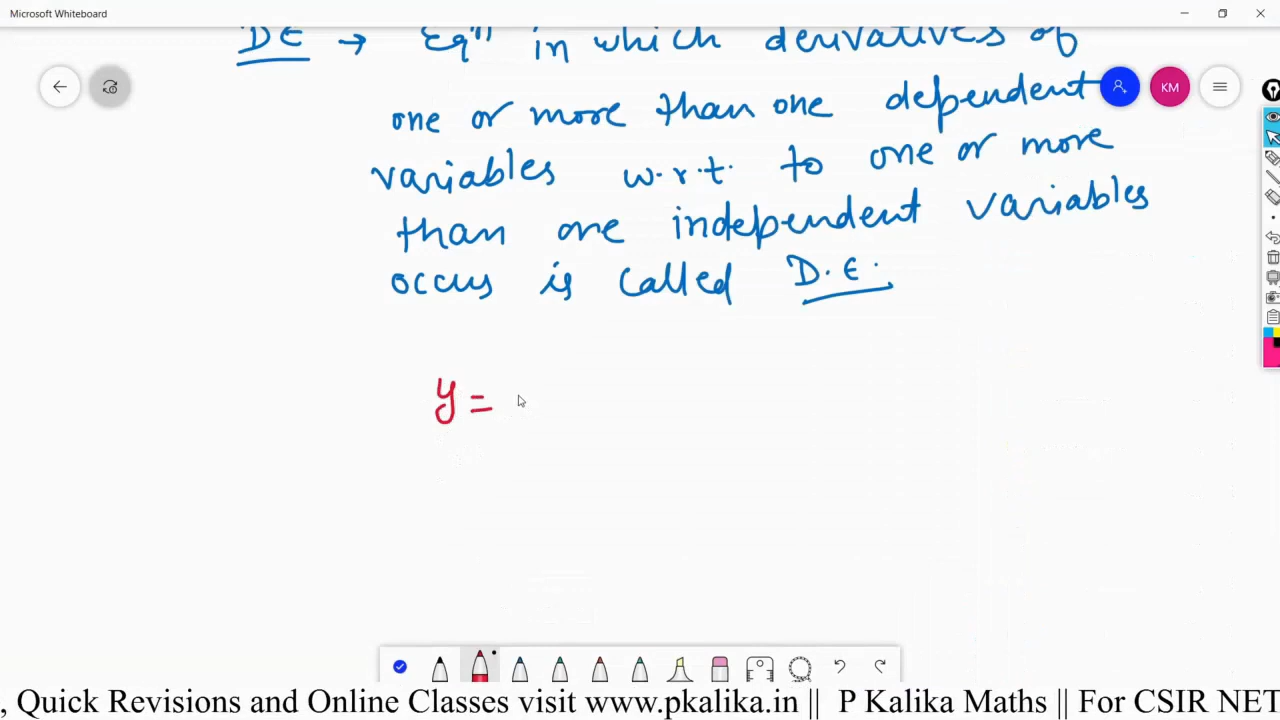 Microsoft Whiteboard
DE → Eqⁿ in which derivatives of
one or more than one dependent
variables w.r.t. to one or more
than one independent variables
occus is called D.E.
KM
y =
, Quick Revisions and Online Classes visit www.pkalika.in || P Kalika Maths || For CSIR NET